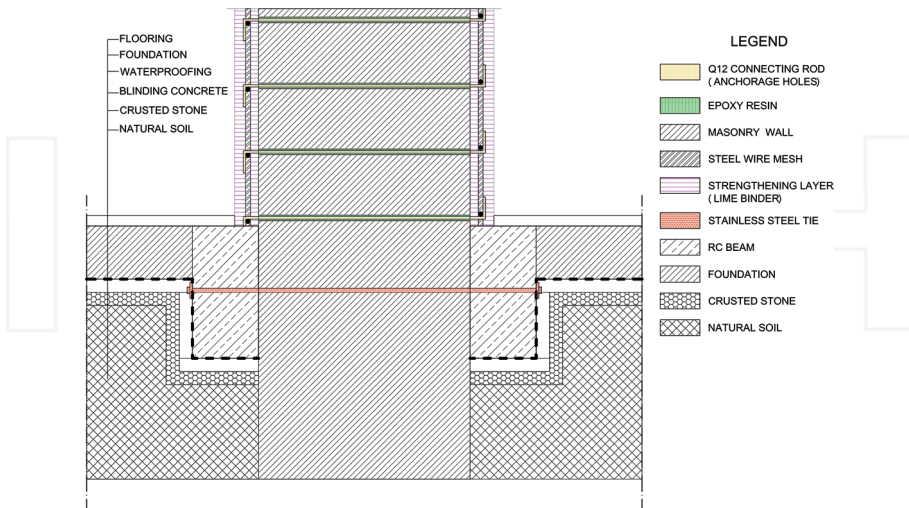 FLOORING
FOUNDATION
WATERPROOFING
BLINDING CONCRETE
CRUSTED STONE
NATURAL SOIL
LEGEND
Q12 CONNECTING ROD
( ANCHORAGE HOLES)
EPOXY RESIN
MASONRY WALL
STEEL WIRE MESH
STRENGTHENING LAYER
( LIME BINDER)
STAINLESS STEEL TIE
RC BEAM
FOUNDATION
CRUSTED STONE
NATURAL SOIL